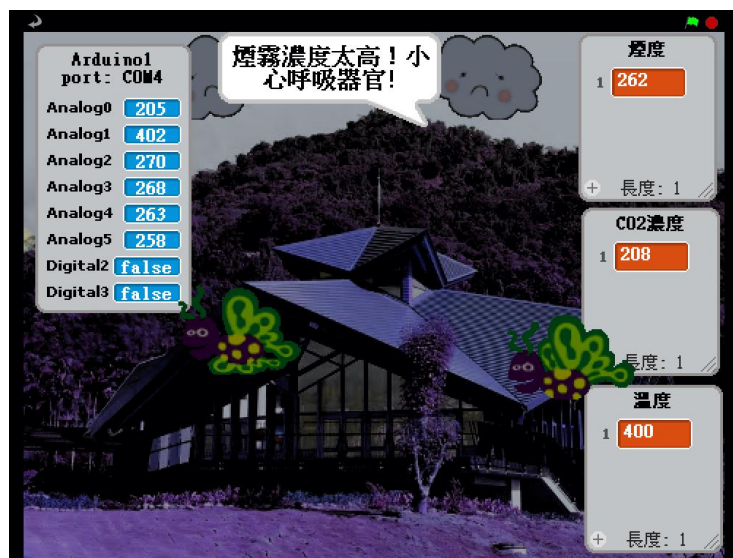 Arduino1
port: COM4
Analog0 205
Analog1 402
Analog2 270
Analog3 268
Analog4 263
Analog5 258
Digital2 false
Digital3 false
煙霧濃度太高！小
心呼吸器官!
煙度
1 262
+ 長度: 1
CO2濃度
1 208
長度: 1
溫度
1 400
+ 長度: 1